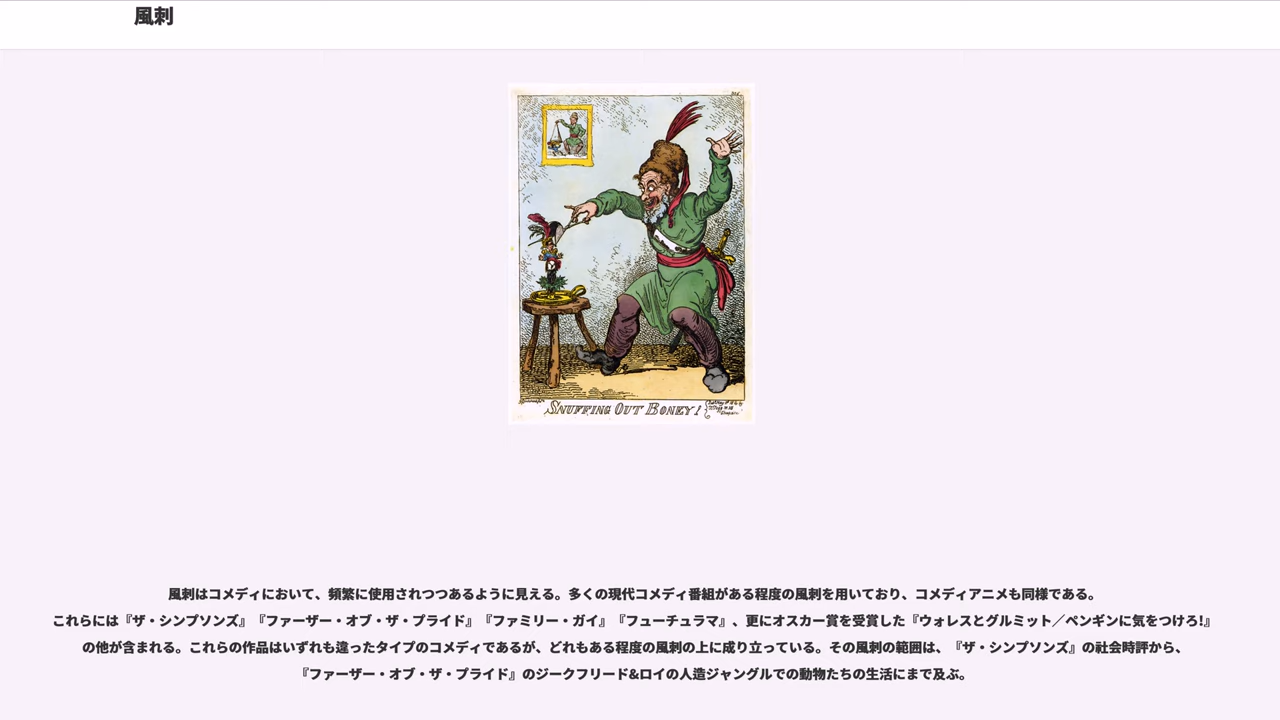 風刺
SNUFFING OUT BONEY!
風刺はコメディにおいて、頻繁に使用されつつあるように見える。多くの現代コメディ番組がある程度の風刺を用いており、コメディアニメも同様である。
これらには『ザ・シンプソンズ』『ファーザー・オブ・ザ・プライド』『ファミリー・ガイ』『フューチュラマ』、更にオスカー賞を受賞した『ウォレスとグルミット／ペンギンに気をつけろ!』
の他が含まれる。これらの作品はいずれも違ったタイプのコメディであるが、どれもある程度の風刺の上に成り立っている。その風刺の範囲は、『ザ・シンプソンズ』の社会時評から、
『ファーザー・オブ・ザ・プライド』のジークフリード&ロイの人造ジャングルでの動物たちの生活にまで及ぶ。